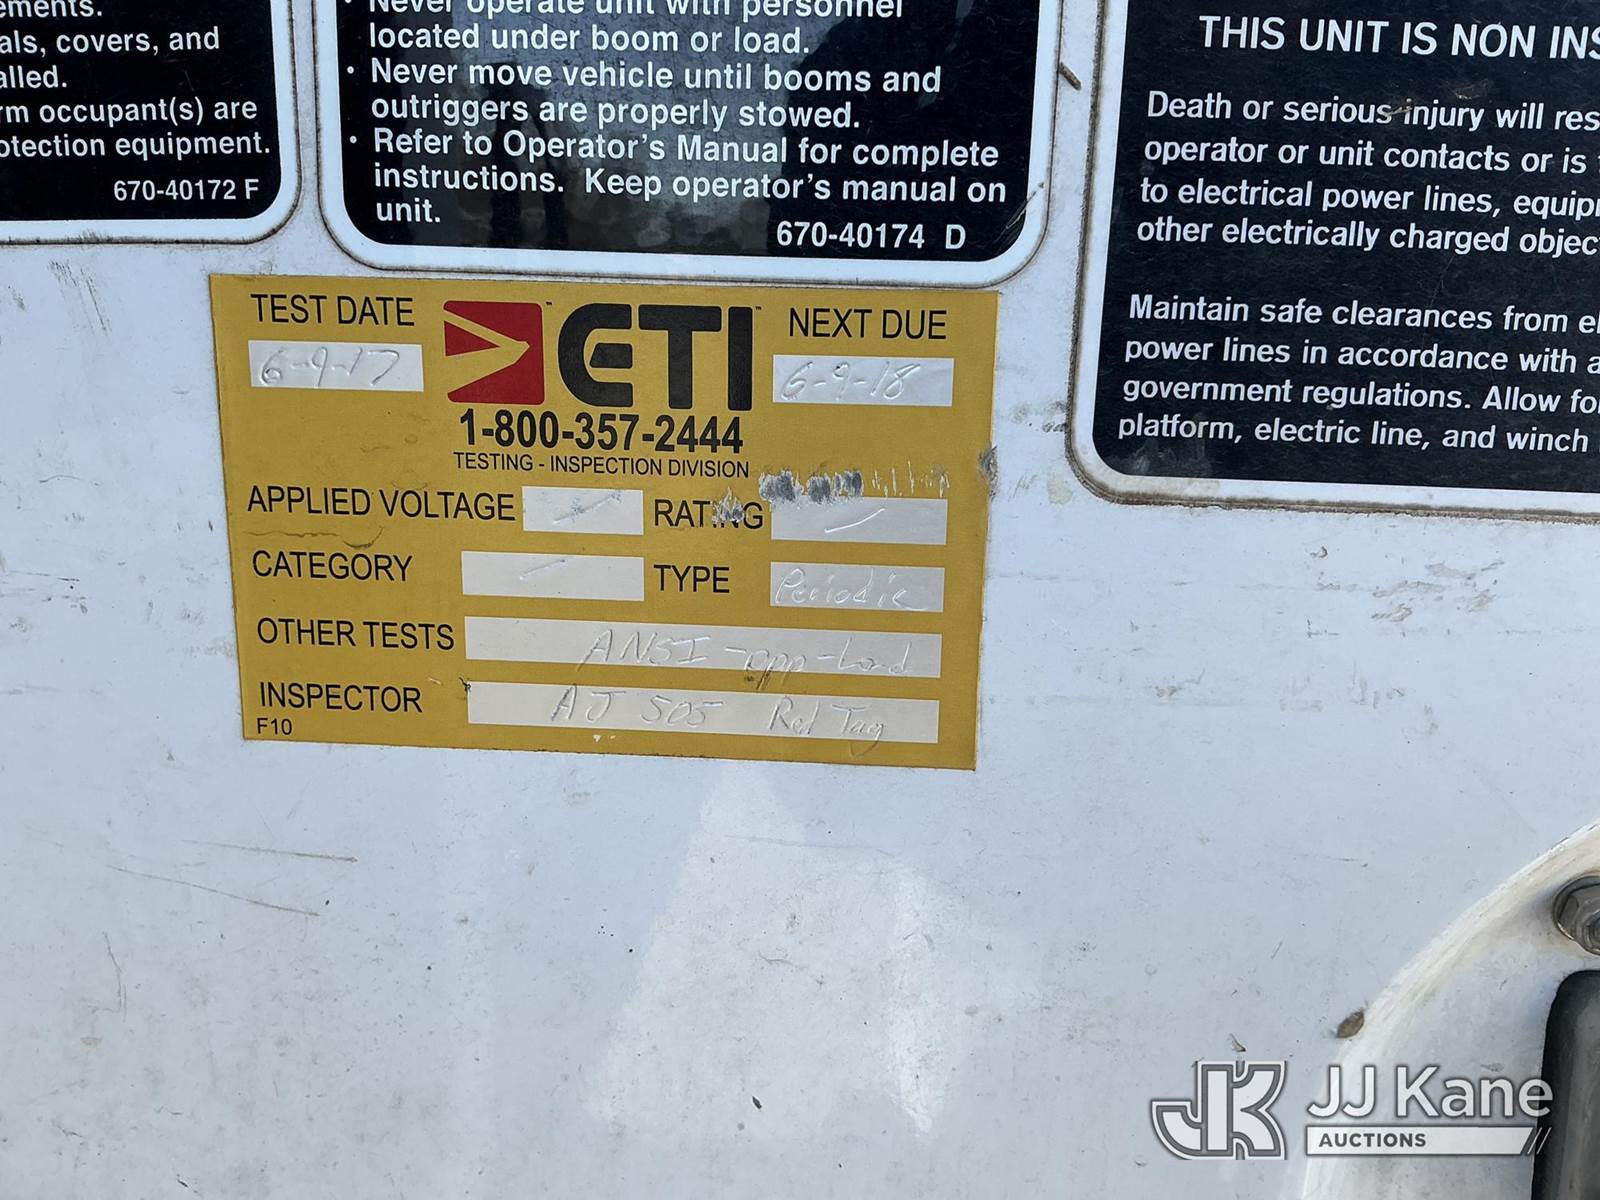 ements.
als, covers, and
alled.
rm occupant(s) are
otection equipment.
670-40172 F
• Never operate unit with personnel
located under boom or load.
• Never move vehicle until booms and
outriggers are properly stowed.
• Refer to Operator's Manual for complete
instructions. Keep operator's manual on
unit.
670-40174 D
THIS UNIT IS NON INS
Death or serious injury will res
operator or unit contacts or is
to electrical power lines, equip
other electrically charged objec
Maintain safe clearances from el
power lines in accordance with a
government regulations. Allow fo
platform, electric line, and winch
TEST DATE
6-9-17
ETI
NEXT DUE
6-9-18
1-800-357-2444
TESTING - INSPECTION DIVISION
APPLIED VOLTAGE — RATING —
CATEGORY — TYPE Periodic
OTHER TESTS ANSI - opp - Load
INSPECTOR AJ 505 Red Tag
F10
JK JJ Kane
AUCTIONS